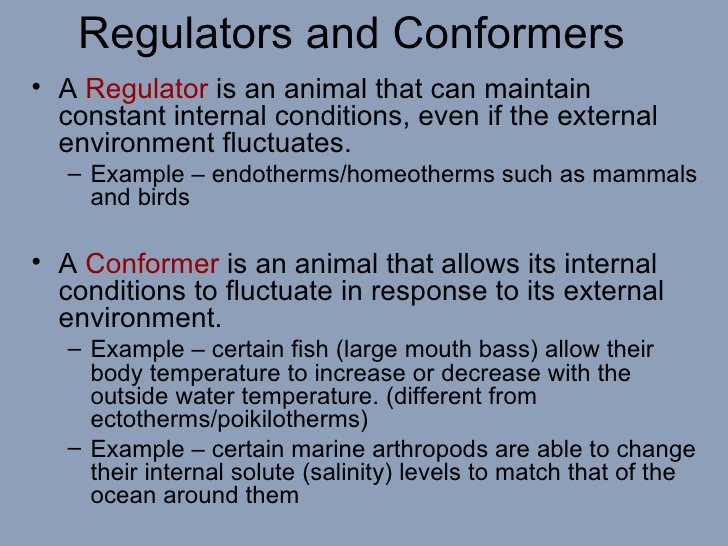 Regulators and Conformers
• A Regulator is an animal that can maintain
constant internal conditions, even if the external
environment fluctuates.
– Example – endotherms/homeotherms such as mammals
and birds
• A Conformer is an animal that allows its internal
conditions to fluctuate in response to its external
environment.
– Example – certain fish (large mouth bass) allow their
body temperature to increase or decrease with the
outside water temperature. (different from
ectotherms/poikilotherms)
– Example – certain marine arthropods are able to change
their internal solute (salinity) levels to match that of the
ocean around them